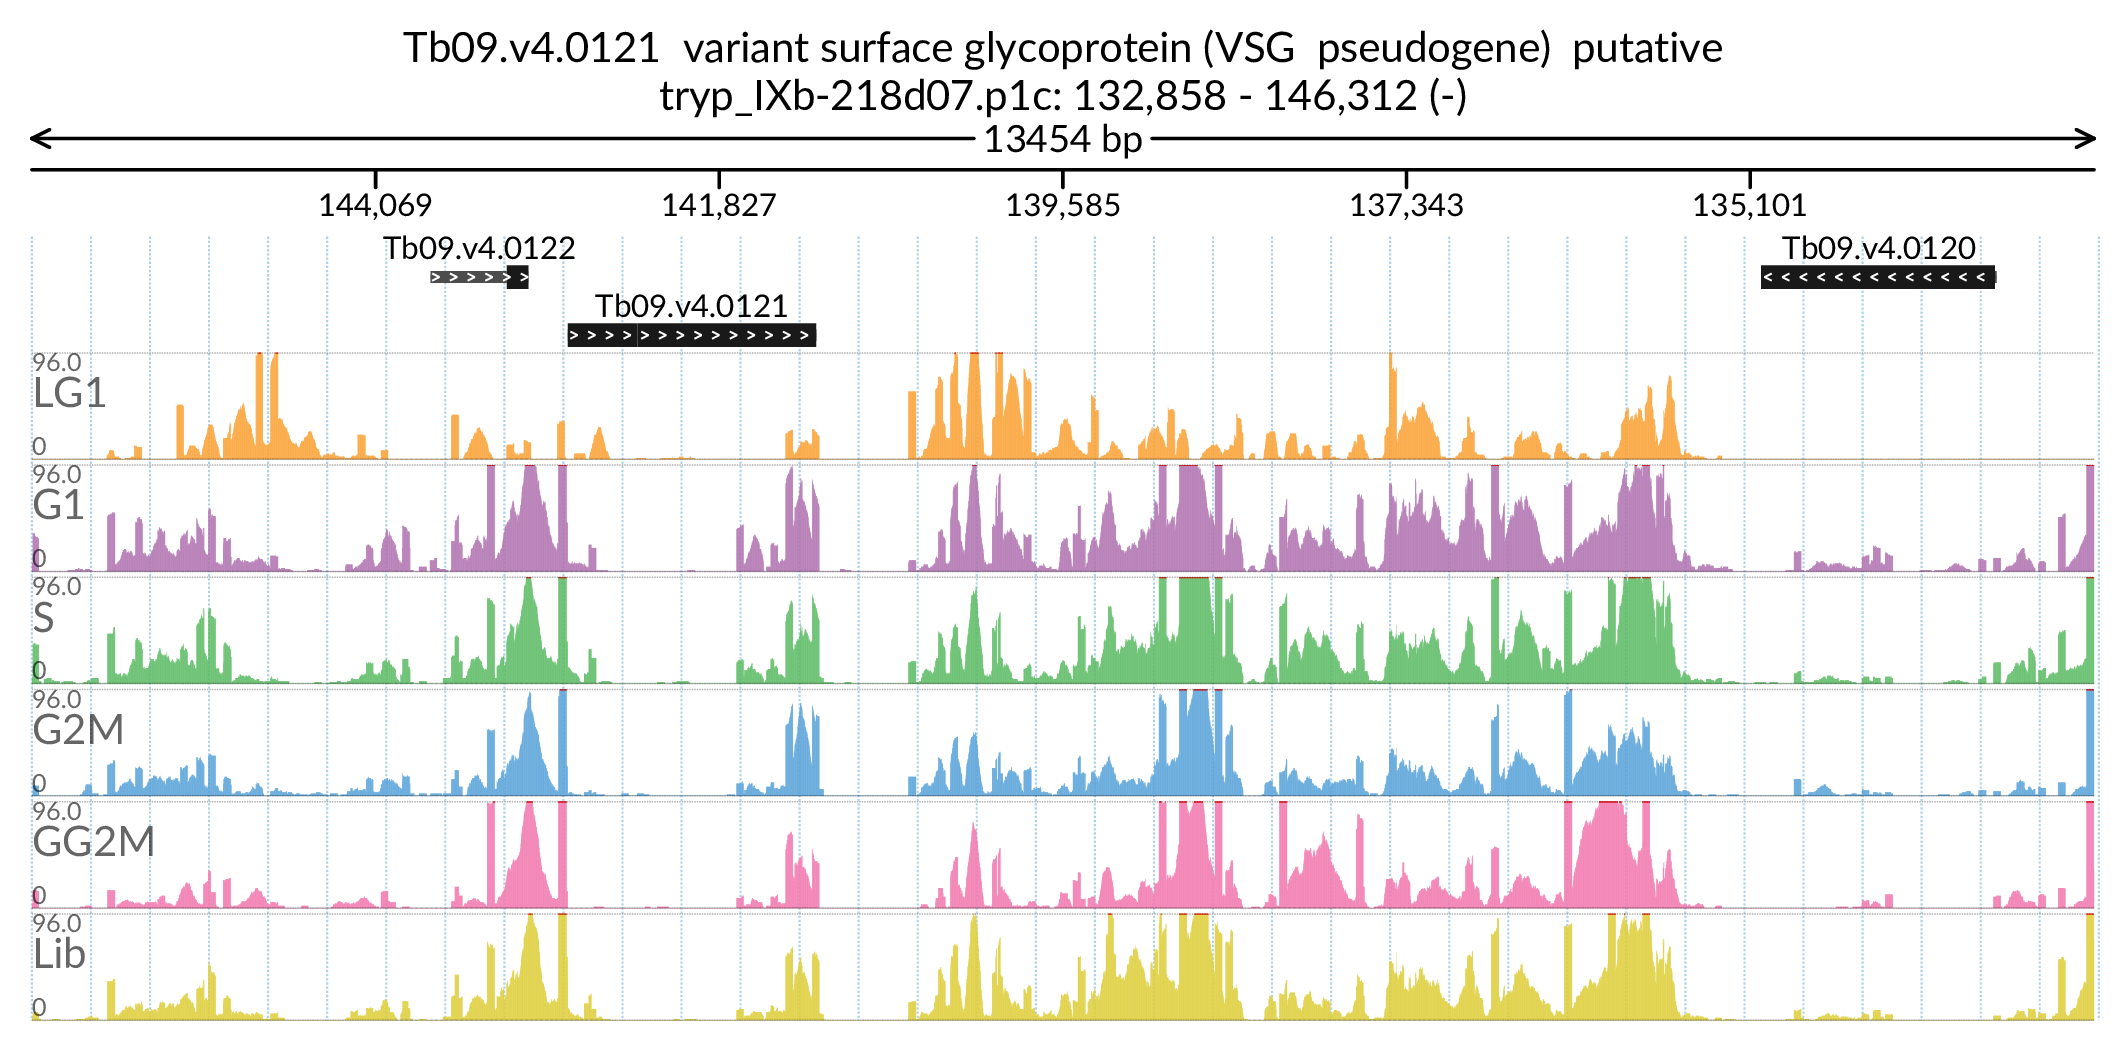 Tb09.v4.0121 variant surface glycoprotein (VSG pseudogene) putative
tryp_IXb-218d07.p1c: 132,858 - 146,312 (-)
13454 bp
144,069 141,827 139,585 137,343 135,101
Tb09.v4.0122 Tb09.v4.0120
Tb09.v4.0121
96.0
LG1
0
96.0
G1
0
96.0
S
0
96.0
G2M
0
96.0
GG2M
0
96.0
Lib
0